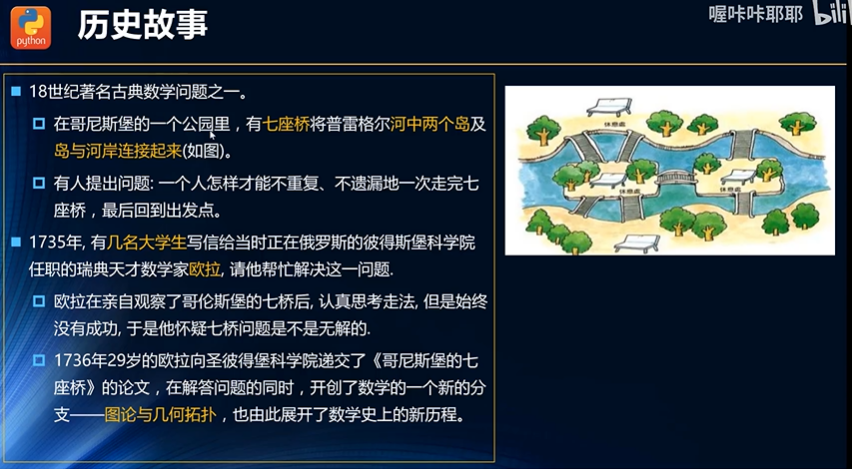 python
历史故事
喔咔咔耶耶
bili
18世纪著名古典数学问题之一。
在哥尼斯堡的一个公园里，有七座桥将普雷格尔河中两个岛及
岛与河岸连接起来(如图)。
有人提出问题: 一个人怎样才能不重复、不遗漏地一次走完七
座桥，最后回到出发点。
1735年, 有几名大学生写信给当时正在俄罗斯的彼得斯堡科学院
任职的瑞典天才数学家欧拉, 请他帮忙解决这一问题.
欧拉在亲自观察了哥伦斯堡的七桥后, 认真思考走法, 但是始终
没有成功, 于是他怀疑七桥问题是不是无解的.
1736年29岁的欧拉向圣彼得堡科学院递交了《哥尼斯堡的七
座桥》的论文，在解答问题的同时，开创了数学的一个新的分
支——图论与几何拓扑，也由此展开了数学史上的新历程。
休息處
休息處
休息處